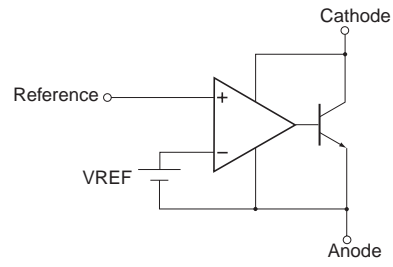 Cathode
Reference
+
−
VREF
Anode